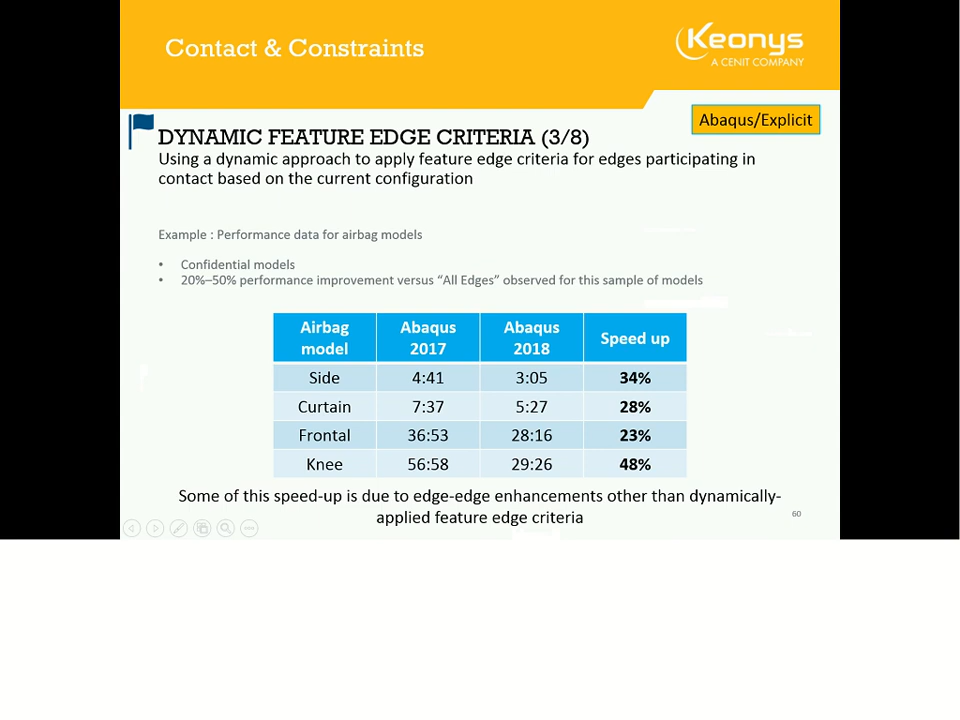 Contact & Constraints
Keonys
A CENIT COMPANY
Abaqus/Explicit
DYNAMIC FEATURE EDGE CRITERIA (3/8)
Using a dynamic approach to apply feature edge criteria for edges participating in
contact based on the current configuration
Example : Performance data for airbag models
• Confidential models
• 20%–50% performance improvement versus “All Edges” observed for this sample of models
Airbag model Abaqus 2017 Abaqus 2018 Speed up
Side 4:41 3:05 34%
Curtain 7:37 5:27 28%
Frontal 36:53 28:16 23%
Knee 56:58 29:26 48%
Some of this speed-up is due to edge-edge enhancements other than dynamically-
applied feature edge criteria
60